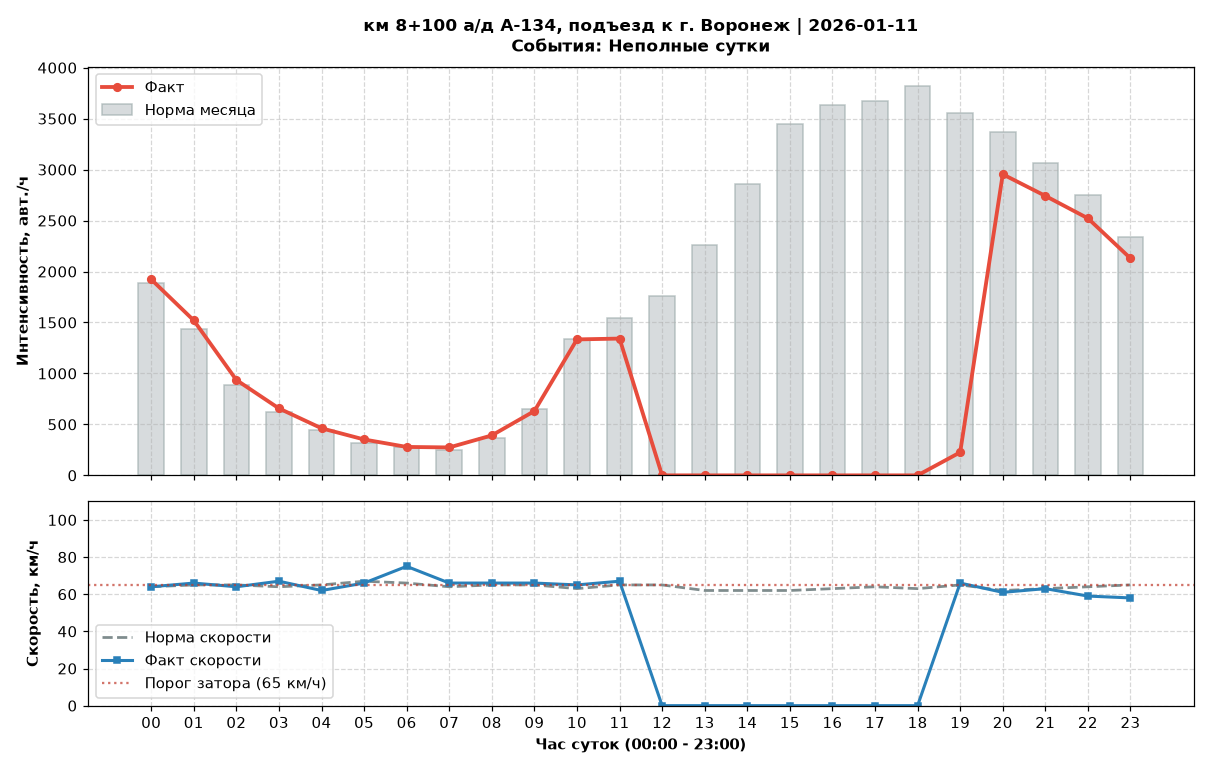 км 8+100 а/д А-134, подъезд к г. Воронеж | 2026-01-11
События: Неполные сутки
Интенсивность, авт./ч
4000
3500
3000
2500
2000
1500
1000
500
0
Факт
Норма месяца
Скорость, км/ч
100
80
60
40
20
0
Норма скорости
Факт скорости
Порог затора (65 км/ч)
00 01 02 03 04 05 06 07 08 09 10 11 12 13 14 15 16 17 18 19 20 21 22 23
Час суток (00:00 - 23:00)